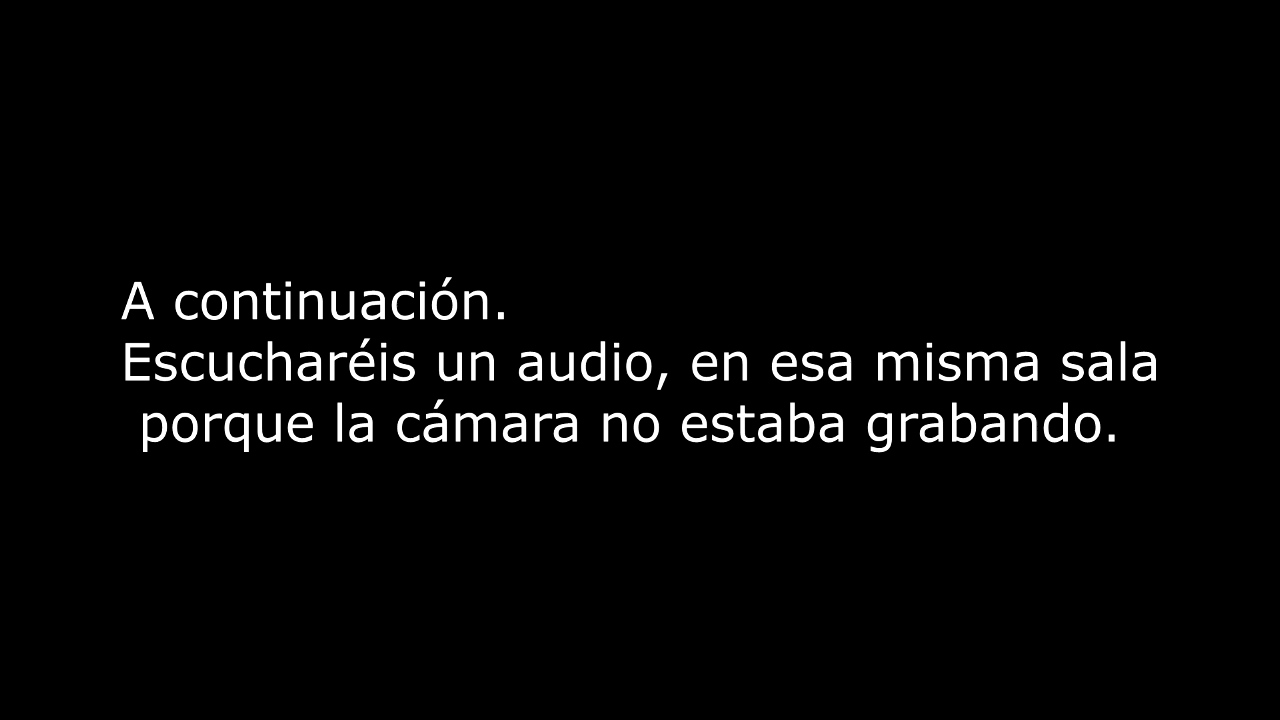 A continuación.
Escucharéis un audio, en esa misma sala
porque la cámara no estaba grabando.